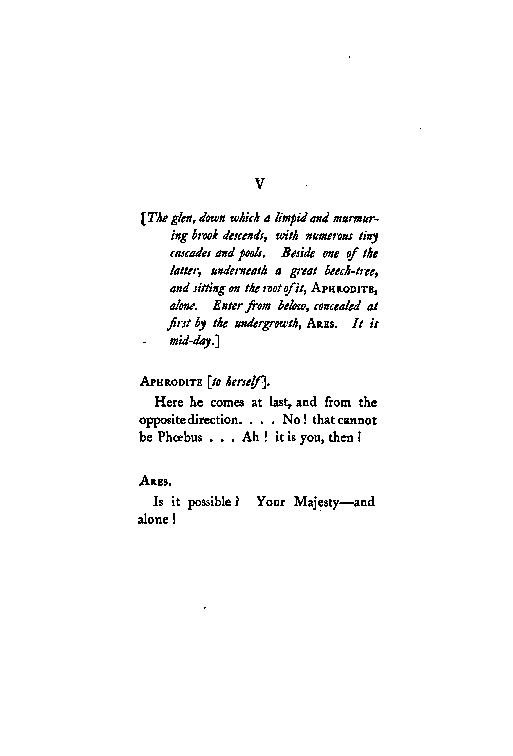 V
[The glen, down which a limpid and murmur-
ing brook descends, with numerous tiny
cascades and pools. Beside one of the
latter, underneath a great beech-tree,
and sitting on the root of it, APHRODITE,
alone. Enter from below, concealed at
first by the undergrowth, ARES. It is
mid-day.]
APHRODITE [to herself].
Here he comes at last, and from the
opposite direction. . . . No! that cannot
be Phœbus . . . Ah! it is you, then?
ARES.
Is it possible? Your Majesty—and
alone!